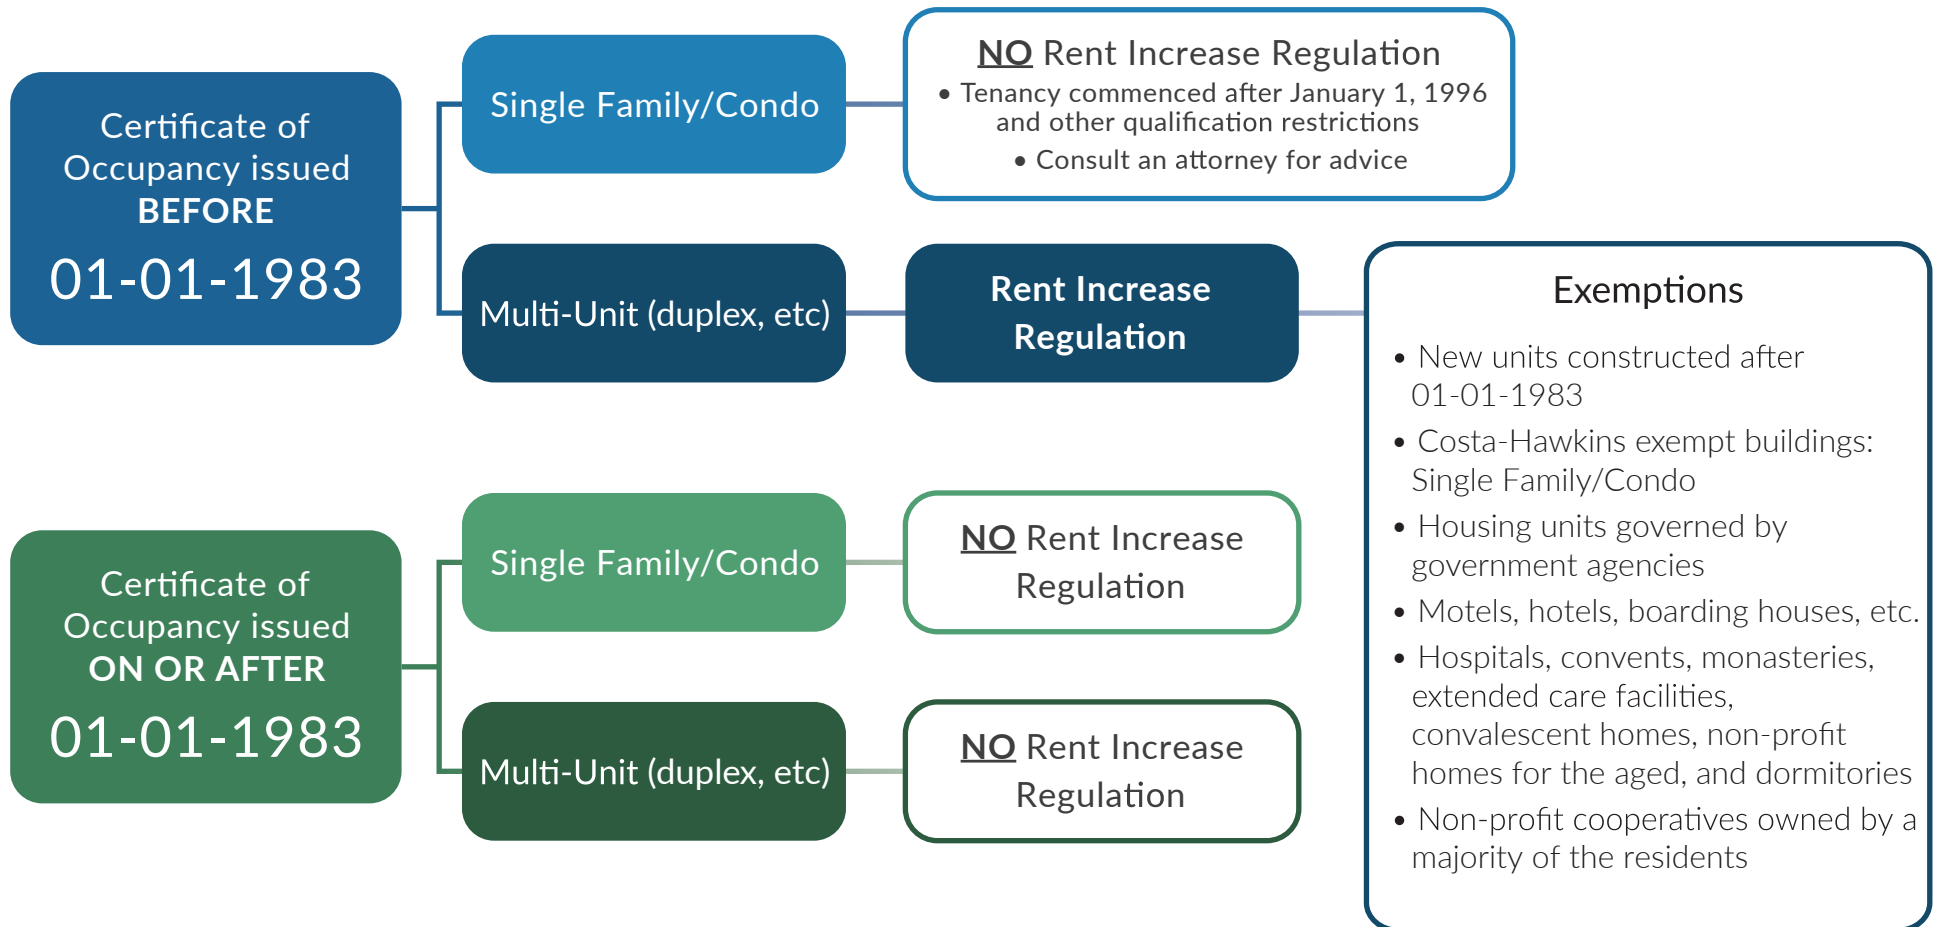 Certificate of
Occupancy issued
BEFORE
01-01-1983
Single Family/Condo
NO Rent Increase Regulation
• Tenancy commenced after January 1, 1996
and other qualification restrictions
• Consult an attorney for advice
Multi-Unit (duplex, etc)
Rent Increase
Regulation
Exemptions
• New units constructed after
01-01-1983
• Costa-Hawkins exempt buildings:
Single Family/Condo
• Housing units governed by
government agencies
• Motels, hotels, boarding houses, etc.
• Hospitals, convents, monasteries,
extended care facilities,
convalescent homes, non-profit
homes for the aged, and dormitories
• Non-profit cooperatives owned by a
majority of the residents
Certificate of
Occupancy issued
ON OR AFTER
01-01-1983
Single Family/Condo
NO Rent Increase
Regulation
Multi-Unit (duplex, etc)
NO Rent Increase
Regulation